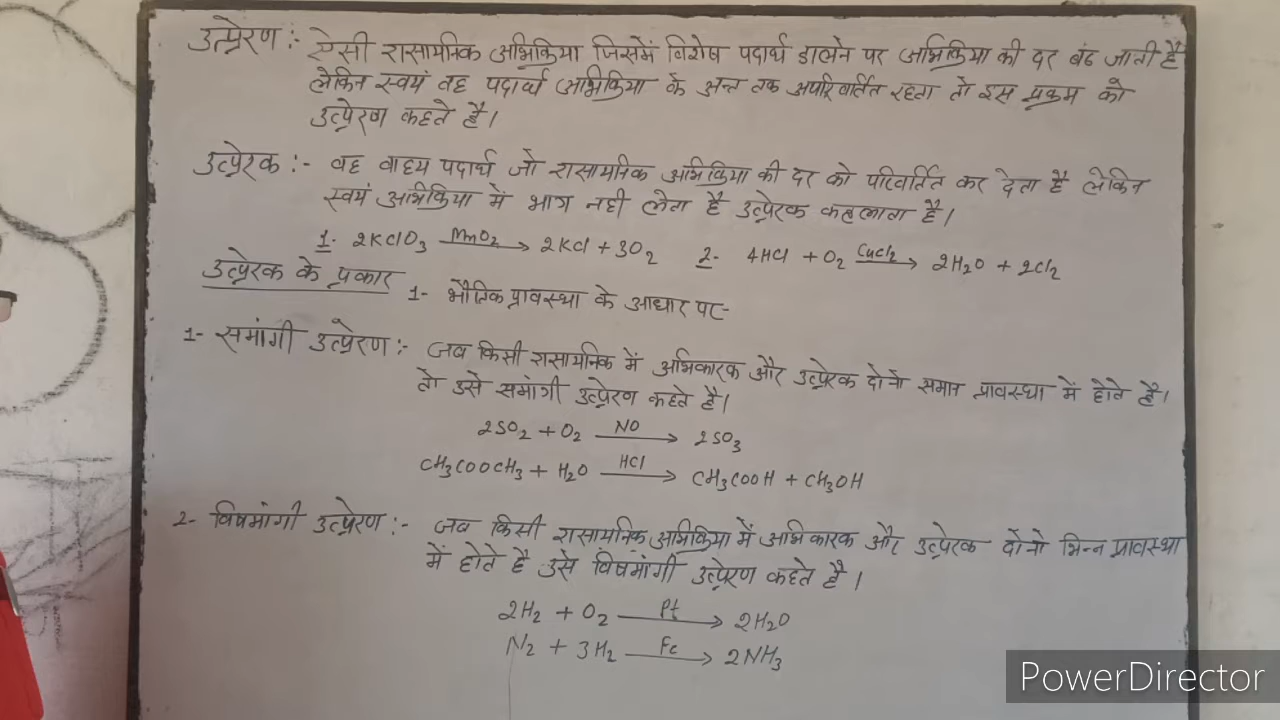 उत्प्रेरण :- ऐसी रासायनिक अभिक्रिया जिसमें विशेष पदार्थ डालने पर अभिक्रिया की दर बढ जाती है
लेकिन स्वयं वह पदार्थ अभिक्रिया के अन्त तक अपरिवर्तित रहता तो इस प्रक्रम को
उत्प्रेरण कहते है।
उत्प्रेरक :- वह वाह्य पदार्थ जो रासायनिक अभिक्रिया की दर को परिवर्तित कर देता है लेकिन
स्वयं अभिक्रिया में भाग नही लेता है उत्प्रेरक कहलाता है।
1- 2KClO₃ —MnO₂→ 2KCl + 3O₂ 2- 4HCl + O₂ —CuCl₂→ 2H₂O + 2Cl₂
उत्प्रेरक के प्रकार 1- भौतिक प्रावस्था के आधार पर-
1- समांगी उत्प्रेरण :- जब किसी रासायनिक में अभिकारक और उत्प्रेरक दोनो समान प्रावस्था में होते है।
तो उसे समांगी उत्प्रेरण कहते है।
2SO₂ + O₂ —NO→ 2SO₃
CH₃COOCH₃ + H₂O —HCl→ CH₃COOH + CH₃OH
2- विषमांगी उत्प्रेरण :- जब किसी रासायनिक अभिक्रिया में अभिकारक और उत्प्रेरक दोनो भिन्न प्रावस्था
में होते है उसे विषमांगी उत्प्रेरण कहते है।
2H₂ + O₂ —Pt→ 2H₂O
N₂ + 3H₂ —Fe→ 2NH₃
PowerDirector